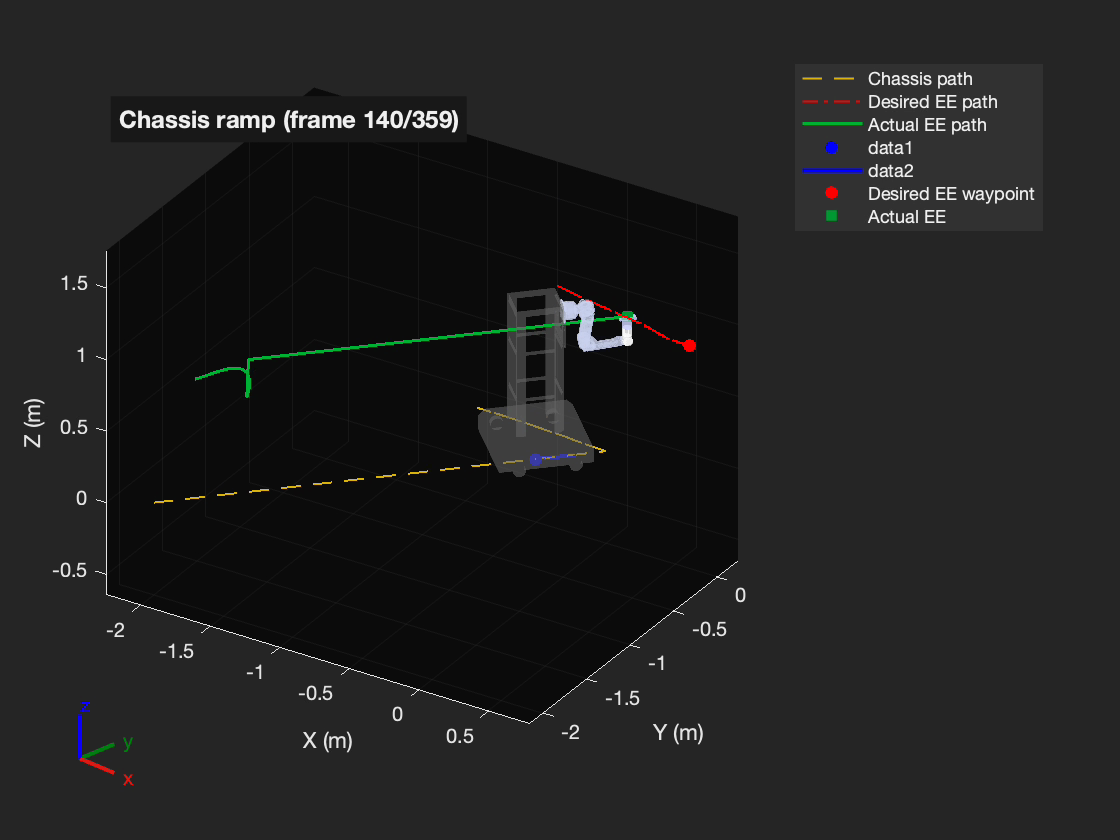 Chassis ramp (frame 140/359)
Chassis path
Desired EE path
Actual EE path
data1
data2
Desired EE waypoint
Actual EE
1.5
1
0.5
0
-0.5
Z (m)
-2
-1.5
-1
-0.5
0
0.5
X (m)
0
-0.5
-1
-1.5
-2
Y (m)
z
y
x